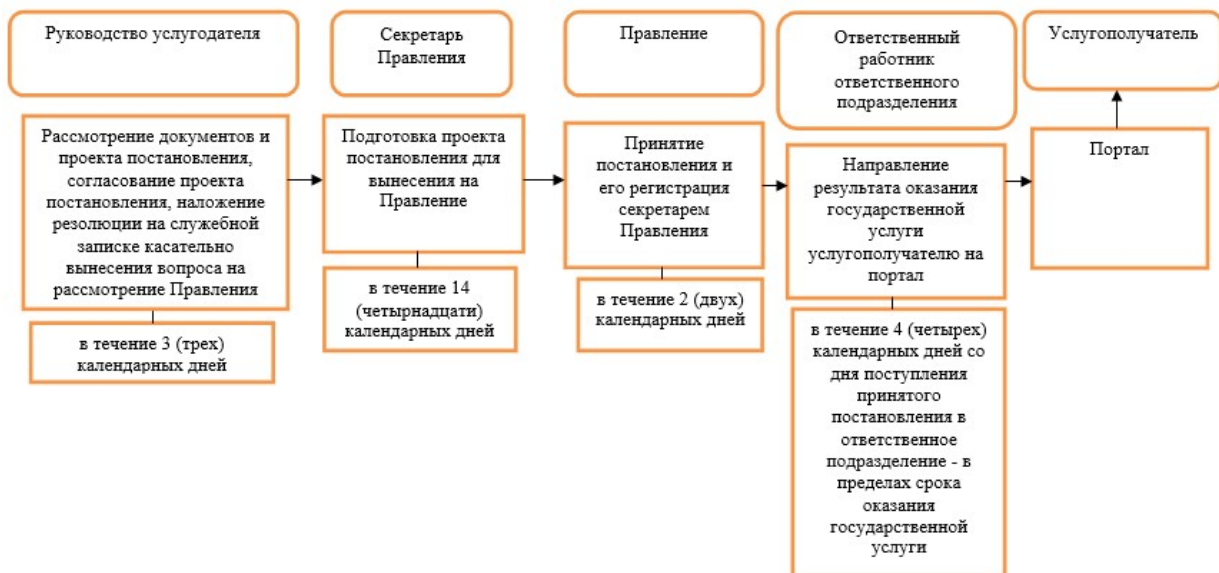 Руководство услугодателя
Секретарь
Правления
Правление
Ответственный
работник
ответственного
подразделения
Услугополучатель
Рассмотрение документов и
проекта постановления,
согласование проекта
постановления, наложение
резолюции на служебной
записке касательно
вынесения вопроса на
рассмотрение Правления
в течение 3 (трех)
календарных дней
Подготовка проекта
постановления для
вынесения на
Правление
в течение 14
(четырнадцати)
календарных дней
Принятие
постановления и
его регистрация
секретарем
Правления
в течение 2 (двух)
календарных дней
Направление
результата оказания
государственной
услуги
услугополучателю на
портал
в течение 4 (четырех)
календарных дней со
дня поступления
принятого
постановления в
ответственное
подразделение - в
пределах срока
оказания
государственной
услуги
Портал